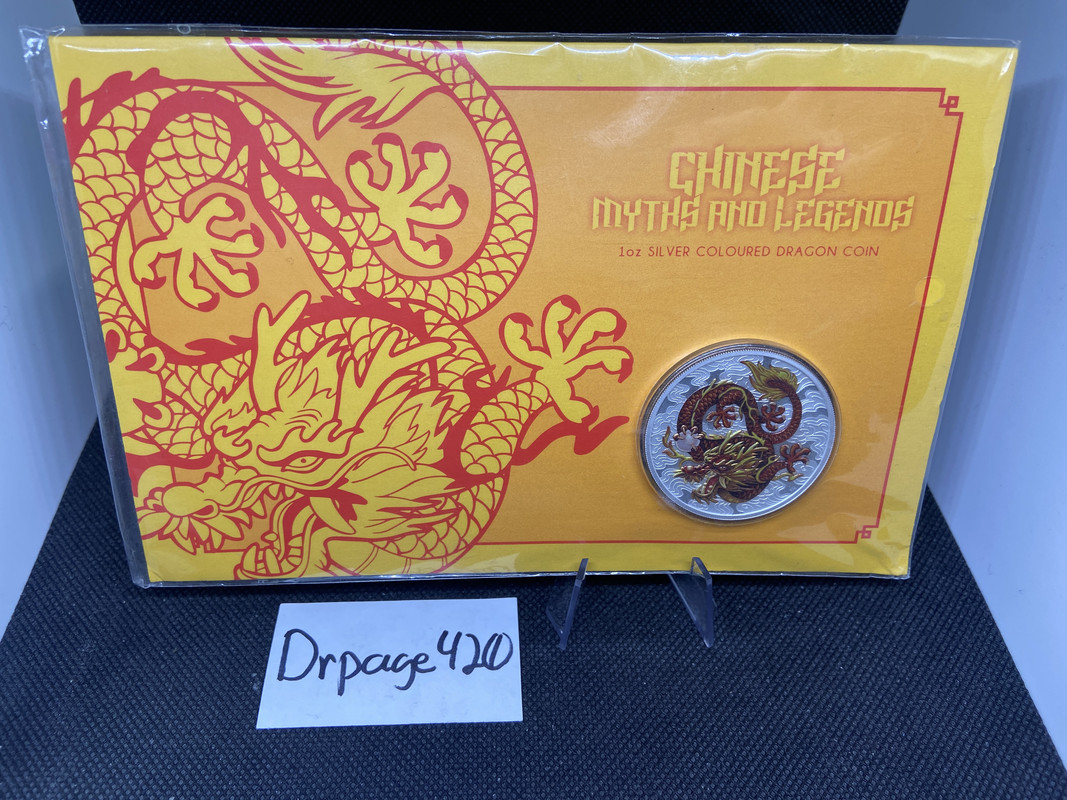 CHINESE
MYTHS AND LEGENDS
1oz SILVER COLOURED DRAGON COIN
Drpage420